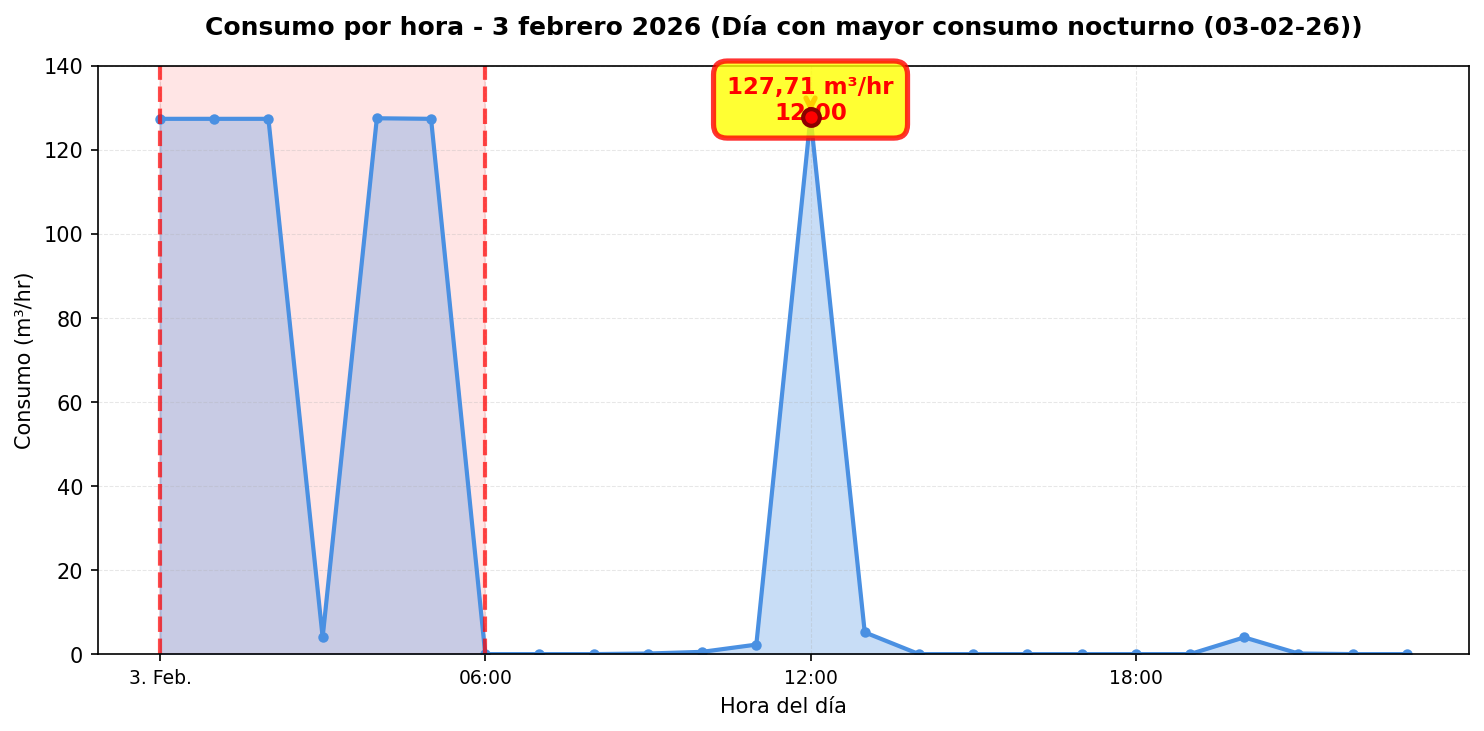 Consumo por hora - 3 febrero 2026 (Día con mayor consumo nocturno (03-02-26))
127,71 m³/hr
12:00
Consumo (m³/hr)
140
120
100
80
60
40
20
0
3. Feb.
06:00
12:00
18:00
Hora del día